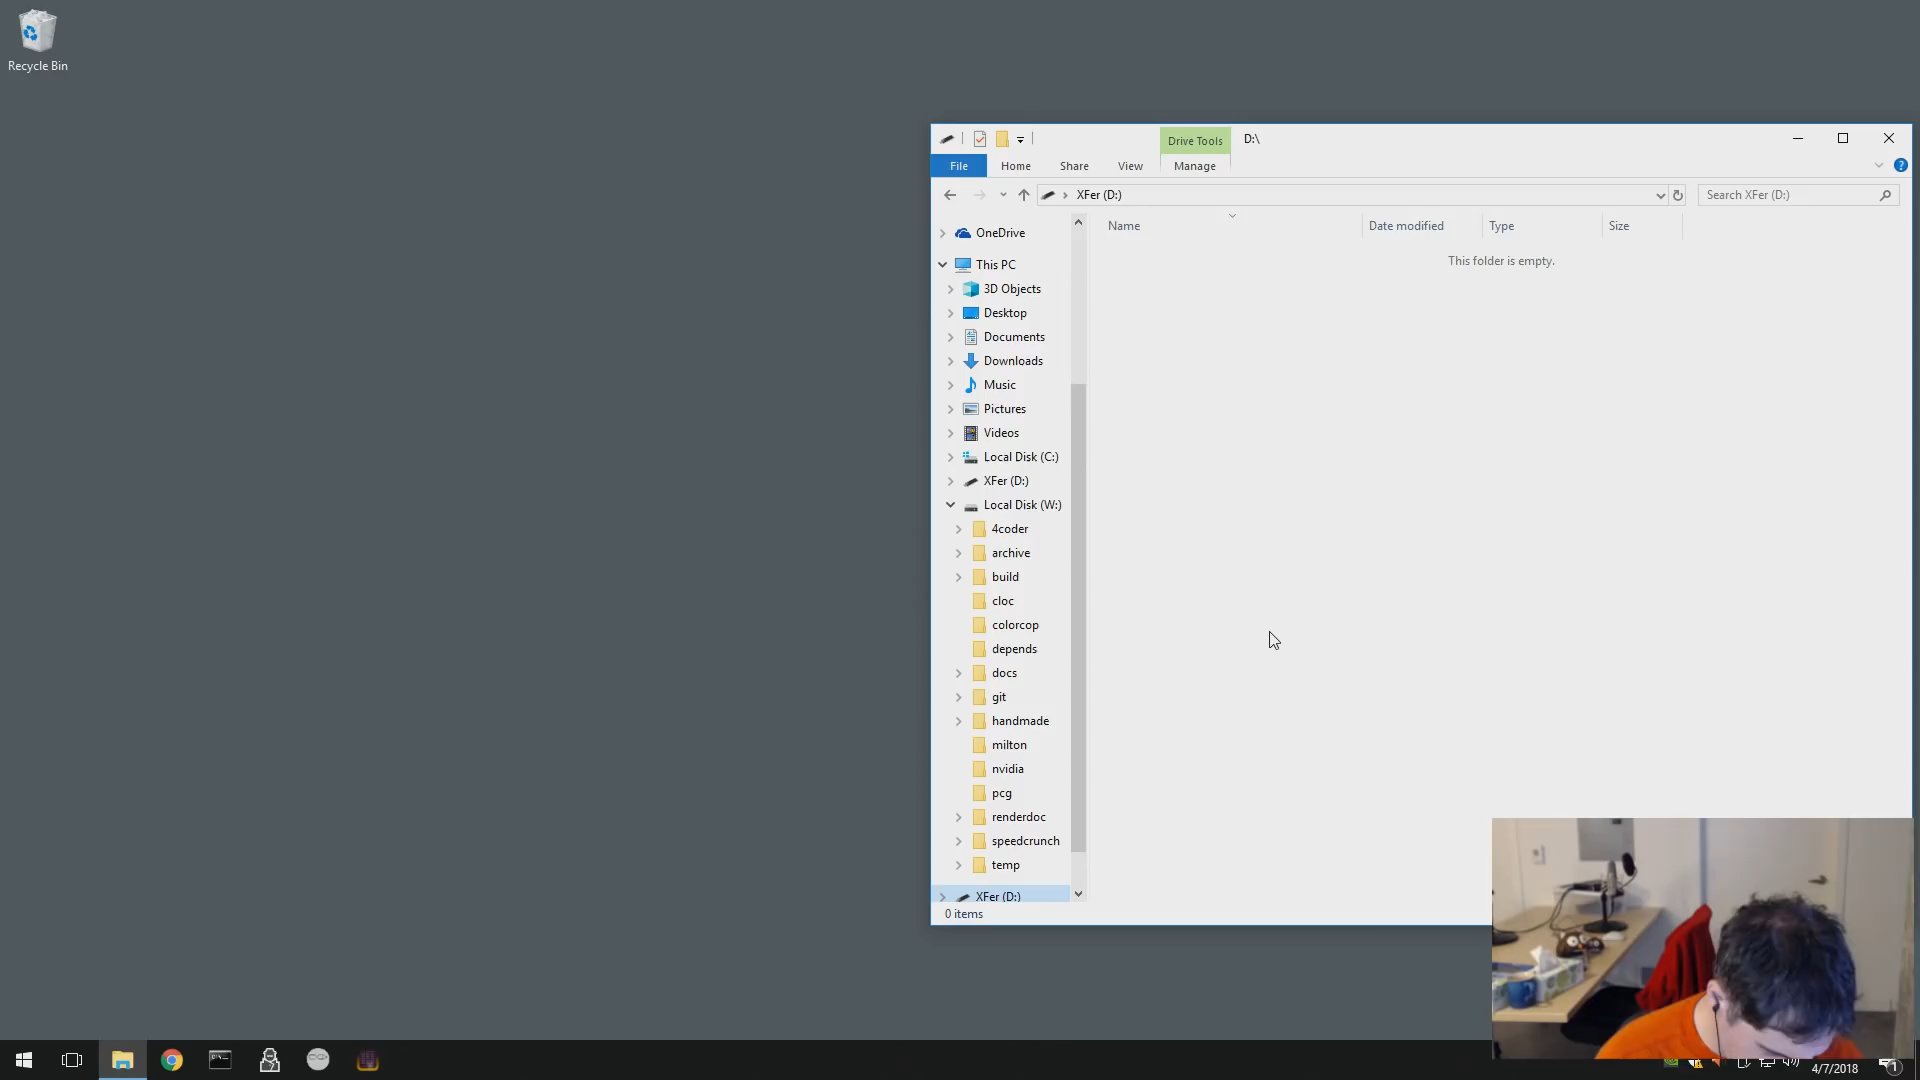 Recycle Bin
Drive Tools
D:\
File
Home
Share
View
Manage
XFer (D:)
Search XFer (D:)
Name
Date modified
Type
Size
This folder is empty.
OneDrive
This PC
3D Objects
Desktop
Documents
Downloads
Music
Pictures
Videos
Local Disk (C:)
XFer (D:)
Local Disk (W:)
4coder
archive
build
cloc
colorcop
depends
docs
git
handmade
milton
nvidia
pcg
renderdoc
speedcrunch
temp
XFer (D:)
0 items
4/7/2018
1